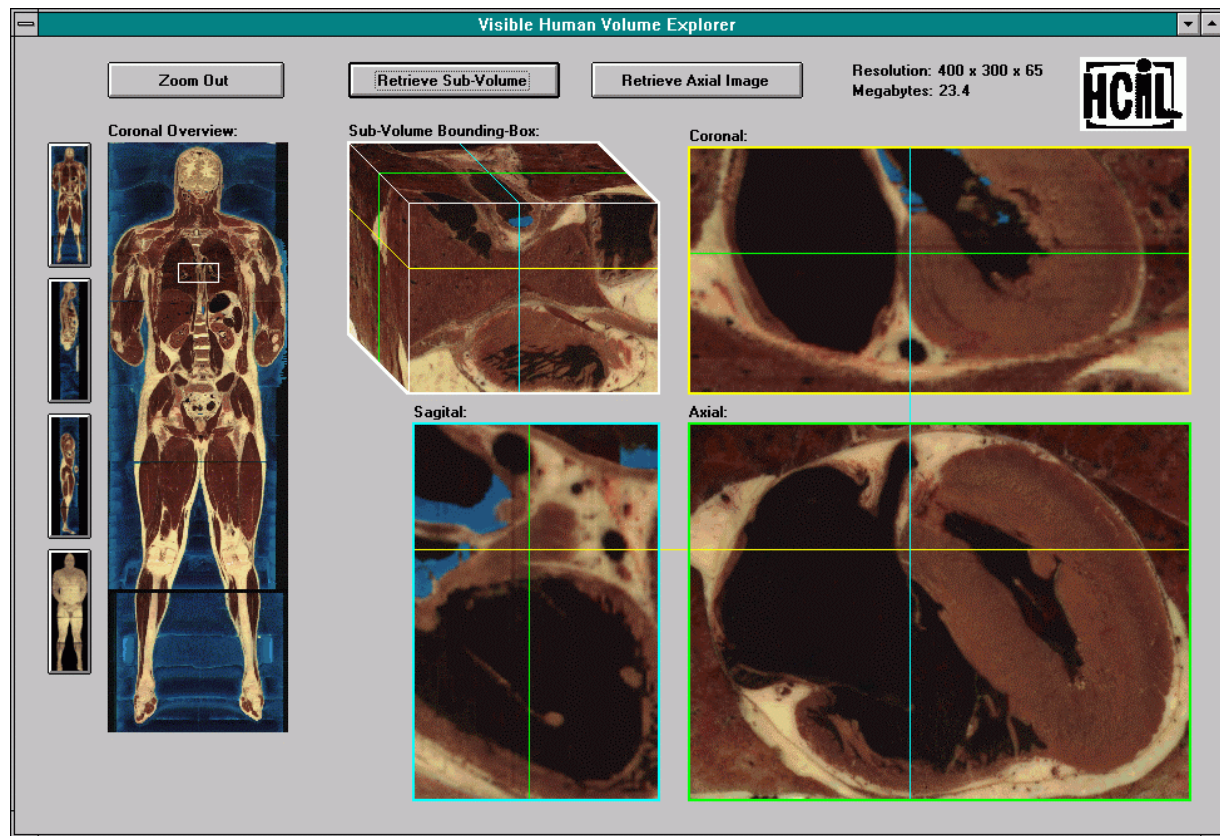 Visible Human Volume Explorer
Zoom Out
Retrieve Sub-Volume
Retrieve Axial Image
Resolution: 400 x 300 x 65
Megabytes: 23.4
HCIL
Coronal Overview:
Sub-Volume Bounding-Box:
Coronal:
Sagital:
Axial: